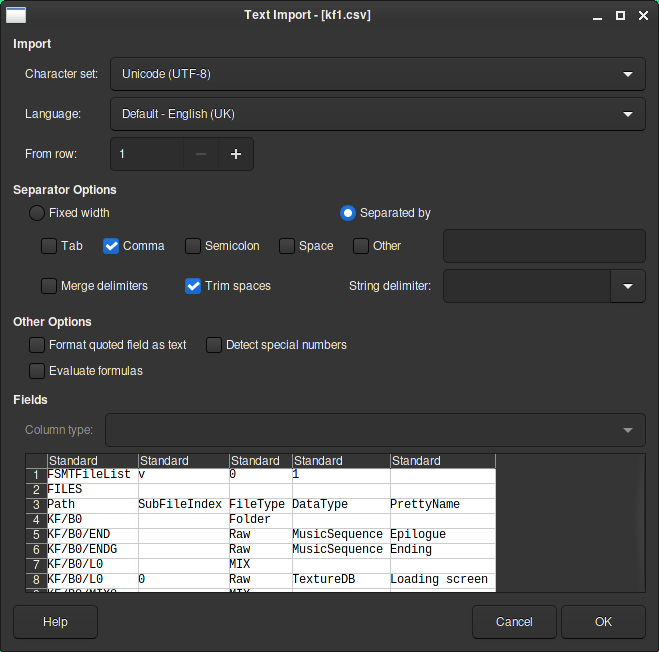 Text Import - [kf1.csv]
Import
Character set: Unicode (UTF-8)
Language: Default - English (UK)
From row: 1 − +
Separator Options
Fixed width Separated by
Tab Comma Semicolon Space Other
Merge delimiters Trim spaces String delimiter:
Other Options
Format quoted field as text Detect special numbers
Evaluate formulas
Fields
Column type:
Standard Standard Standard Standard Standard
1 FSMTFileList v 0 1
2 FILES
3 Path SubFileIndex FileType DataType PrettyName
4 KF/B0 Folder
5 KF/B0/END Raw MusicSequence Epilogue
6 KF/B0/ENDG Raw MusicSequence Ending
7 KF/B0/L0 MIX
8 KF/B0/L0 0 Raw TextureDB Loading screen
Help Cancel OK